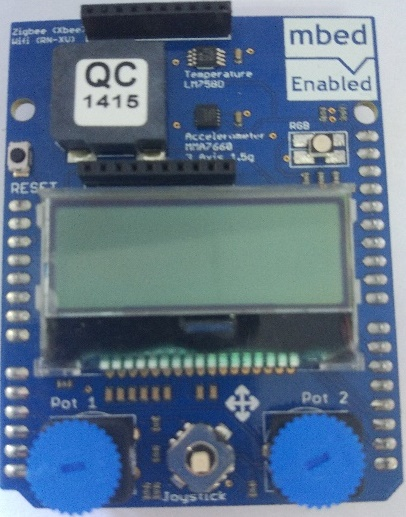 Zigbee (Xbee)
Wifi (RN-XV)
QC
1415
Temperature
LM75BD
mbed
Enabled
Accelerometer
MMA7660
3 Axis 1.5g
RGB
RESET
Pot 1
Pot 2
Joystick